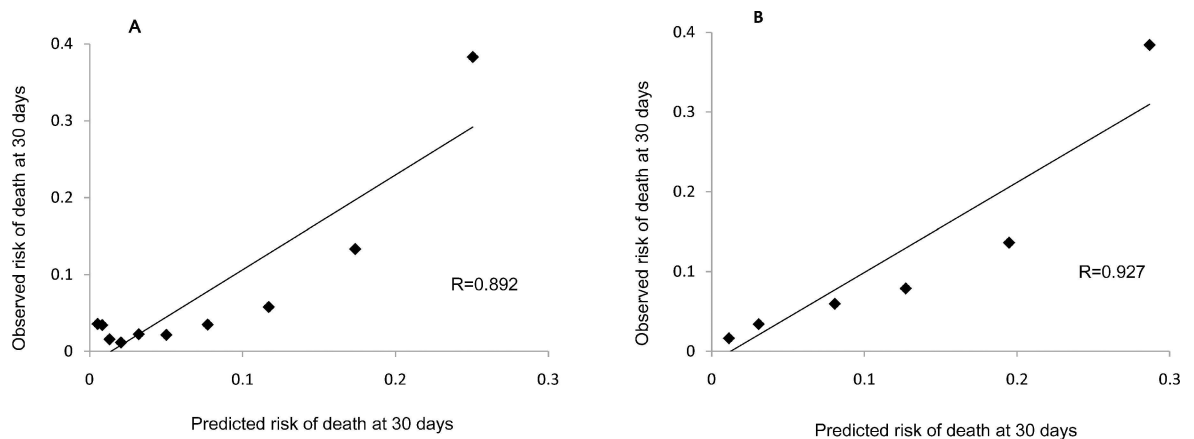 A
0.4
0.3
0.2
0.1
0
Observed risk of death at 30 days
R=0.892
0 0.1 0.2 0.3
Predicted risk of death at 30 days
B
0.4
0.3
0.2
0.1
0
Observed risk of death at 30 days
R=0.927
0 0.1 0.2 0.3
Predicted risk of death at 30 days